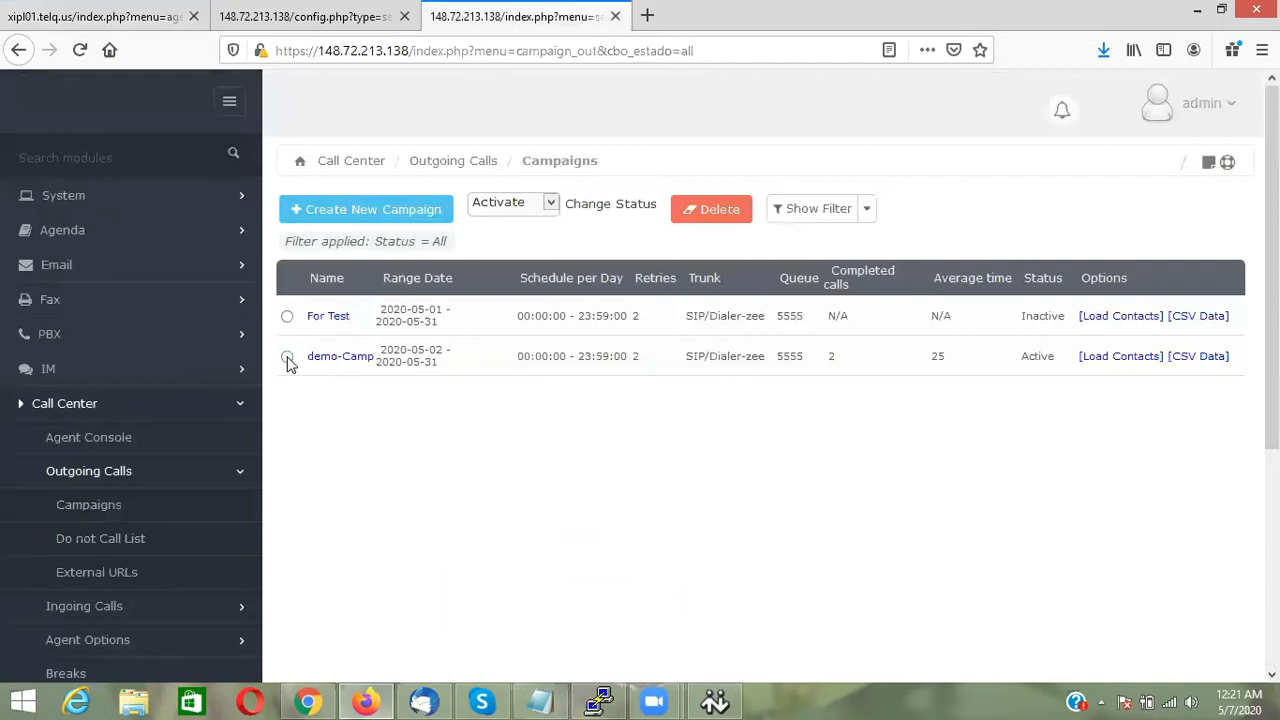 xipl01.telq.us/index.php?menu=age
148.72.213.138/config.php?type=se
148.72.213.138/index.php?menu=se
https://148.72.213.138/index.php?menu=campaign_out&cbo_estado=all
admin
Search modules
System
Agenda
Email
Fax
PBX
IM
Call Center
Agent Console
Outgoing Calls
Campaigns
Do not Call List
External URLs
Ingoing Calls
Agent Options
Breaks
Call Center / Outgoing Calls / Campaigns /
+ Create New Campaign Activate Change Status Delete Show Filter
Filter applied: Status = All
Name Range Date Schedule per Day Retries Trunk Queue Completed calls Average time Status Options
For Test 2020-05-01 - 2020-05-31 00:00:00 - 23:59:00 2 SIP/Dialer-zee 5555 N/A N/A Inactive [Load Contacts] [CSV Data]
demo-Camp 2020-05-02 - 2020-05-31 00:00:00 - 23:59:00 2 SIP/Dialer-zee 5555 2 25 Active [Load Contacts] [CSV Data]
12:21 AM
5/7/2020